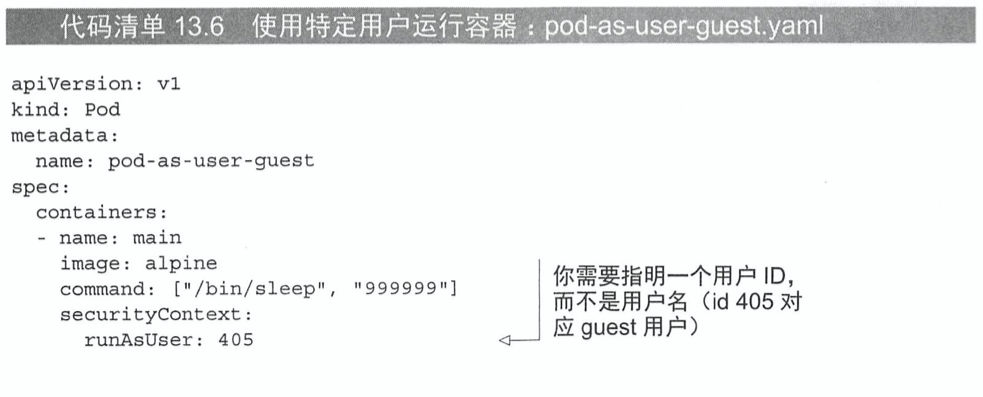 代码清单 13.6 使用特定用户运行容器：pod-as-user-guest.yaml
apiVersion: v1
kind: Pod
metadata:
  name: pod-as-user-guest
spec:
  containers:
  - name: main
    image: alpine
    command: ["/bin/sleep", "999999"]
    securityContext:
      runAsUser: 405
你需要指明一个用户 ID，
而不是用户名（id 405 对
应 guest 用户）